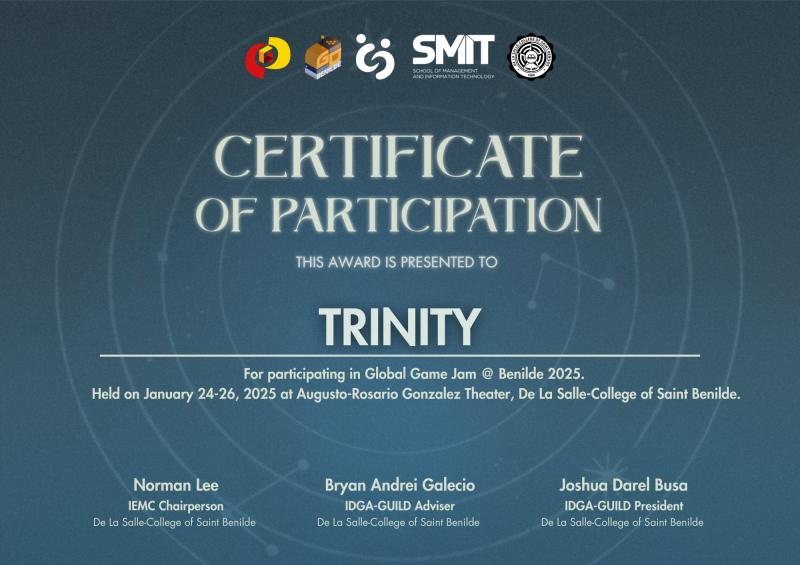 GO
BENILDE
SMIT
SCHOOL OF MANAGEMENT
AND INFORMATION TECHNOLOGY
CERTIFICATE
OF PARTICIPATION
THIS AWARD IS PRESENTED TO
TRINITY
For participating in Global Game Jam @ Benilde 2025.
Held on January 24-26, 2025 at Augusto-Rosario Gonzalez Theater, De La Salle-College of Saint Benilde.
Norman Lee
IEMC Chairperson
De La Salle-College of Saint Benilde
Bryan Andrei Galecio
IDGA-GUILD Adviser
De La Salle-College of Saint Benilde
Joshua Darel Busa
IDGA-GUILD President
De La Salle-College of Saint Benilde